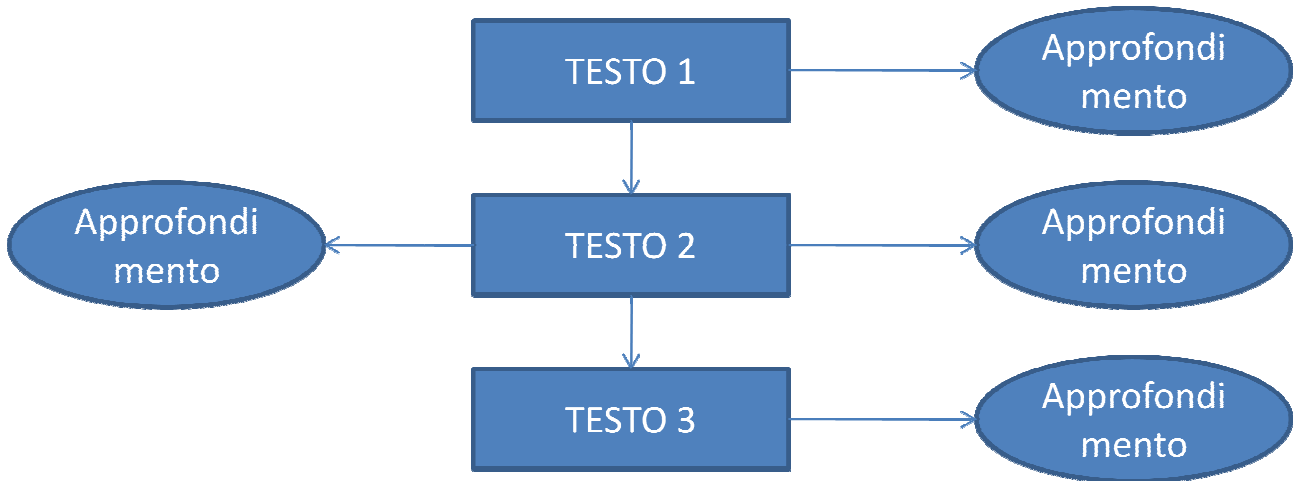 TESTO 1
Approfondi
mento
Approfondi
mento
TESTO 2
Approfondi
mento
TESTO 3
Approfondi
mento